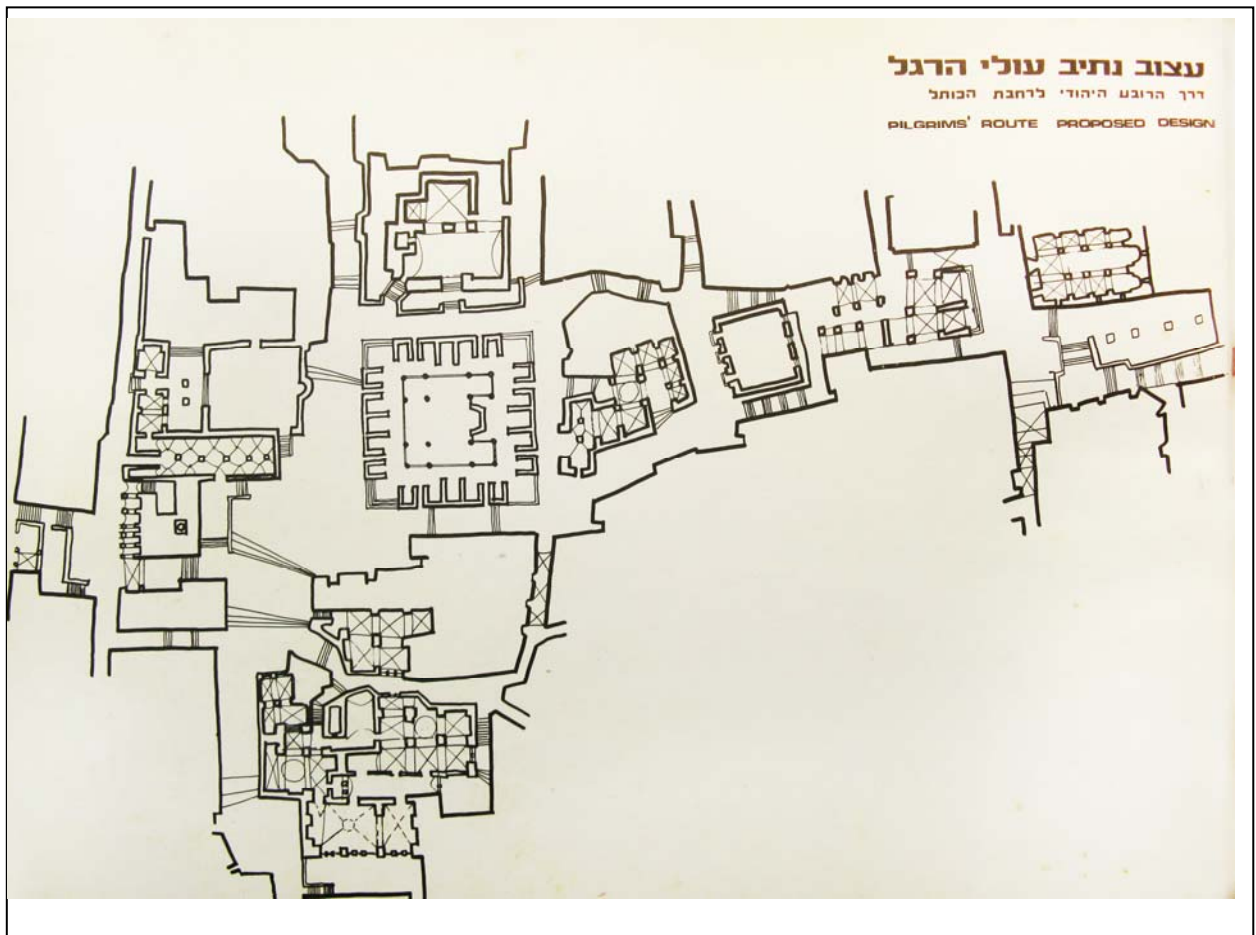 עצוב נתיב עולי הרגל
דרך הרובע היהודי לרחבת הכותל
PILGRIMS' ROUTE PROPOSED DESIGN